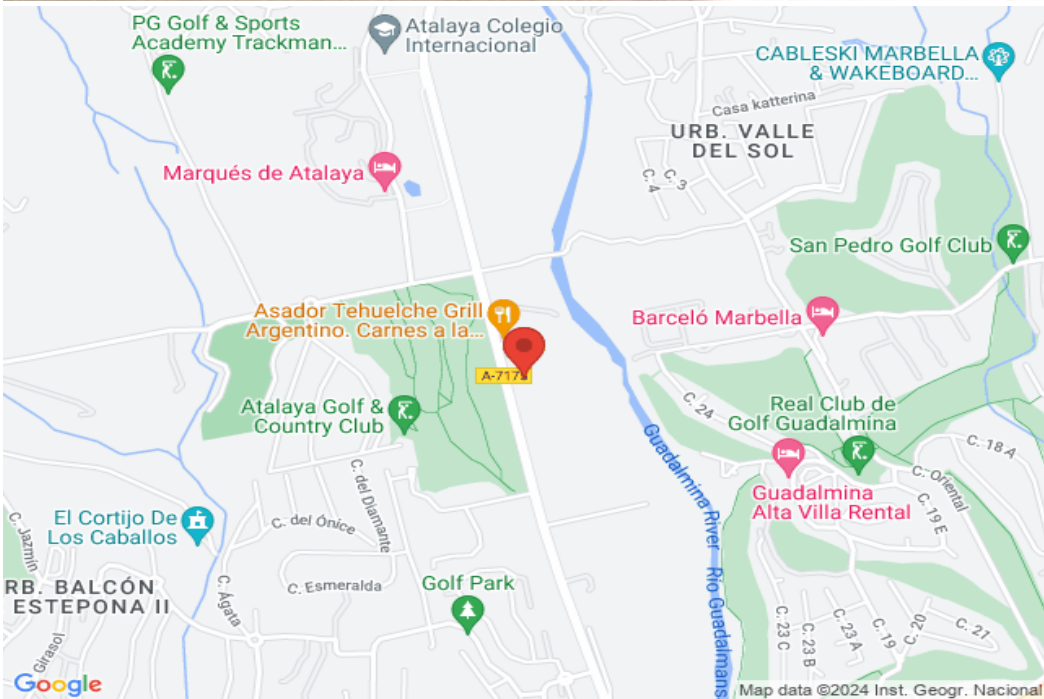 PG Golf & Sports
Academy Trackman...
Atalaya Colegio
Internacional
CABLESKI MARBELLA
& WAKEBOARD...
Casa katterina
URB. VALLE
DEL SOL
C. 4
C. 3
Marqués de Atalaya
San Pedro Golf Club
Asador Tehuelche Grill
Argentino. Carnes a la...
Barceló Marbella
A-717
Atalaya Golf &
Country Club
C. 24
Real Club de
Golf Guadalmina
C. 18 A
C. Oriental
Guadalmina River
Río Guadalmans
C. del Diamante
Guadalmina
Alta Villa Rental
C. 19 E
El Cortijo De
Los Caballos
C. del Ónice
C. Jazmín
RB. BALCÓN
ESTEPONA II
C. Esmeralda
C. Ágata
Golf Park
Girasol
C. 23 C
C. 23 B
C. 23 A
C. 19
C. 20
C. 27
Google
Map data ©2024 Inst. Geogr. Nacional